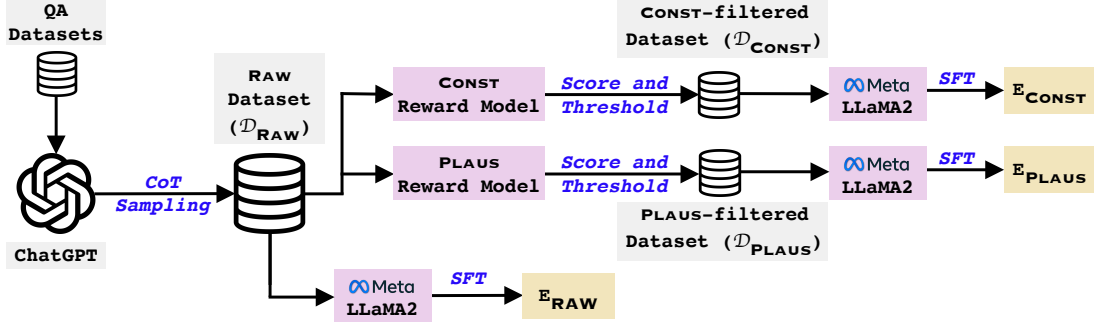 QA
Datasets
ChatGPT
CoT
Sampling
RAW
Dataset
(𝒟RAW)
CONST
Reward Model
Score and
Threshold
CONST-filtered
Dataset (𝒟CONST)
Meta
LLaMA2
SFT
ECONST
PLAUS
Reward Model
Score and
Threshold
PLAUS-filtered
Dataset (𝒟PLAUS)
Meta
LLaMA2
SFT
EPLAUS
Meta
LLaMA2
SFT
ERAW